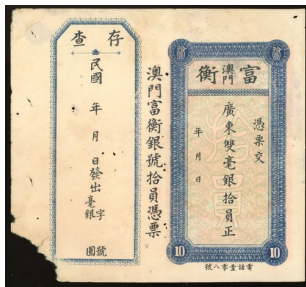 富澳門衡
憑票交
廣東雙毫銀拾員正
年 月 日
10 10
電話壹零八號
澳門富衡銀號拾員憑票
存查
民國 年 月 日發出
字 號
毫銀 圓